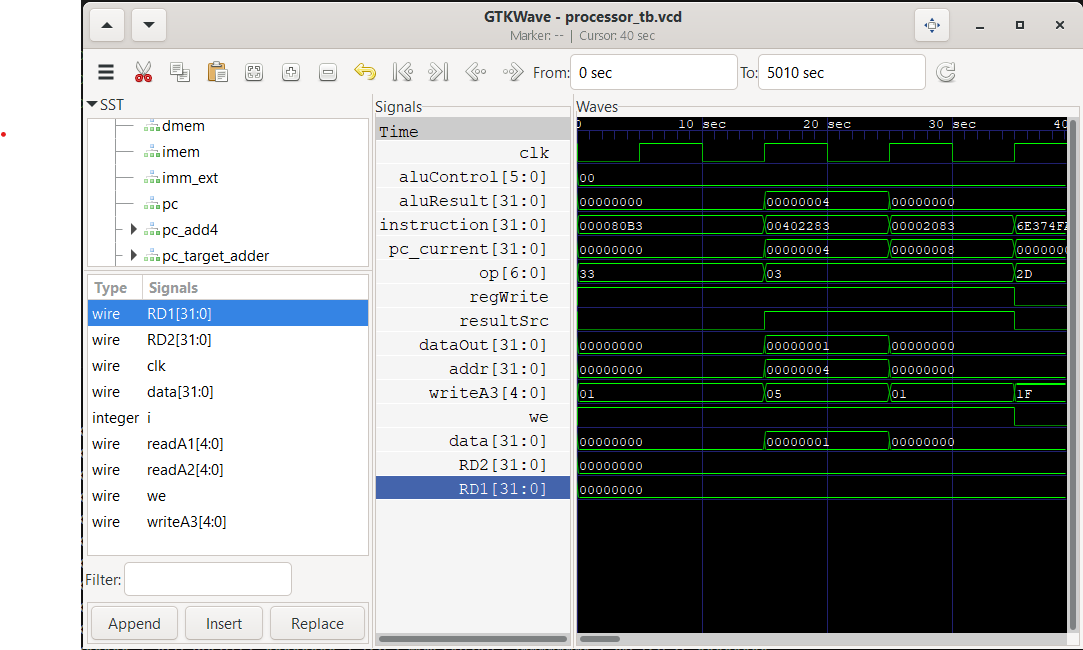 GTKWave - processor_tb.vcd
Marker: -- | Cursor: 40 sec
From: 0 sec To: 5010 sec
SST
dmem
imem
imm_ext
pc
pc_add4
pc_target_adder
Type Signals
wire RD1[31:0]
wire RD2[31:0]
wire clk
wire data[31:0]
integer i
wire readA1[4:0]
wire readA2[4:0]
wire we
wire writeA3[4:0]
Filter:
Append Insert Replace
Signals
Time
clk
aluControl[5:0]
aluResult[31:0]
instruction[31:0]
pc_current[31:0]
op[6:0]
regWrite
resultSrc
dataOut[31:0]
addr[31:0]
writeA3[4:0]
we
data[31:0]
RD2[31:0]
RD1[31:0]
Waves
0 10 sec 20 sec 30 sec 40
00
00000000 00000004 00000000
000080B3 00402283 00002083
00000000 00000004 00000008
33 03 2D
00000000 00000001 00000000
00000000 00000004 00000000
01 05 01 1F
00000000 00000001 00000000
00000000
00000000